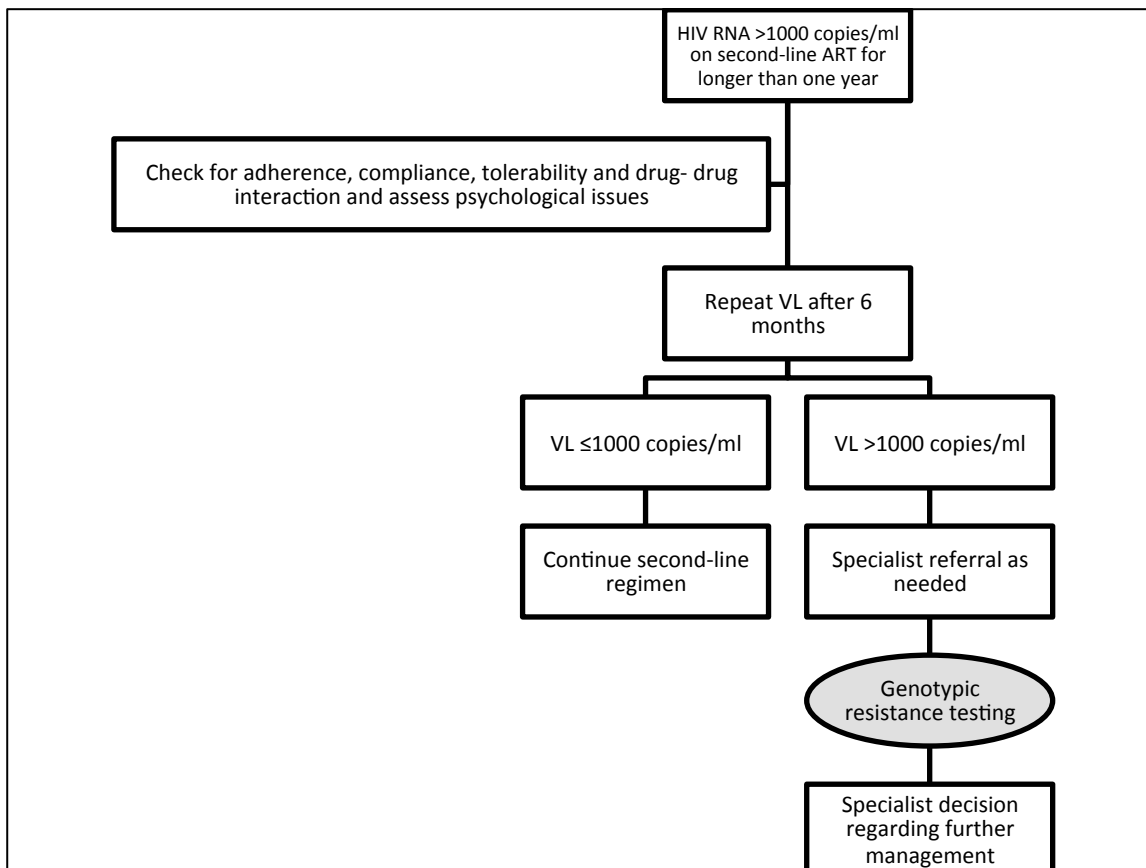 HIV RNA >1000 copies/ml
on second-line ART for
longer than one year
Check for adherence, compliance, tolerability and drug- drug
interaction and assess psychological issues
Repeat VL after 6
months
VL ≤1000 copies/ml
VL >1000 copies/ml
Continue second-line
regimen
Specialist referral as
needed
Genotypic
resistance testing
Specialist decision
regarding further
management